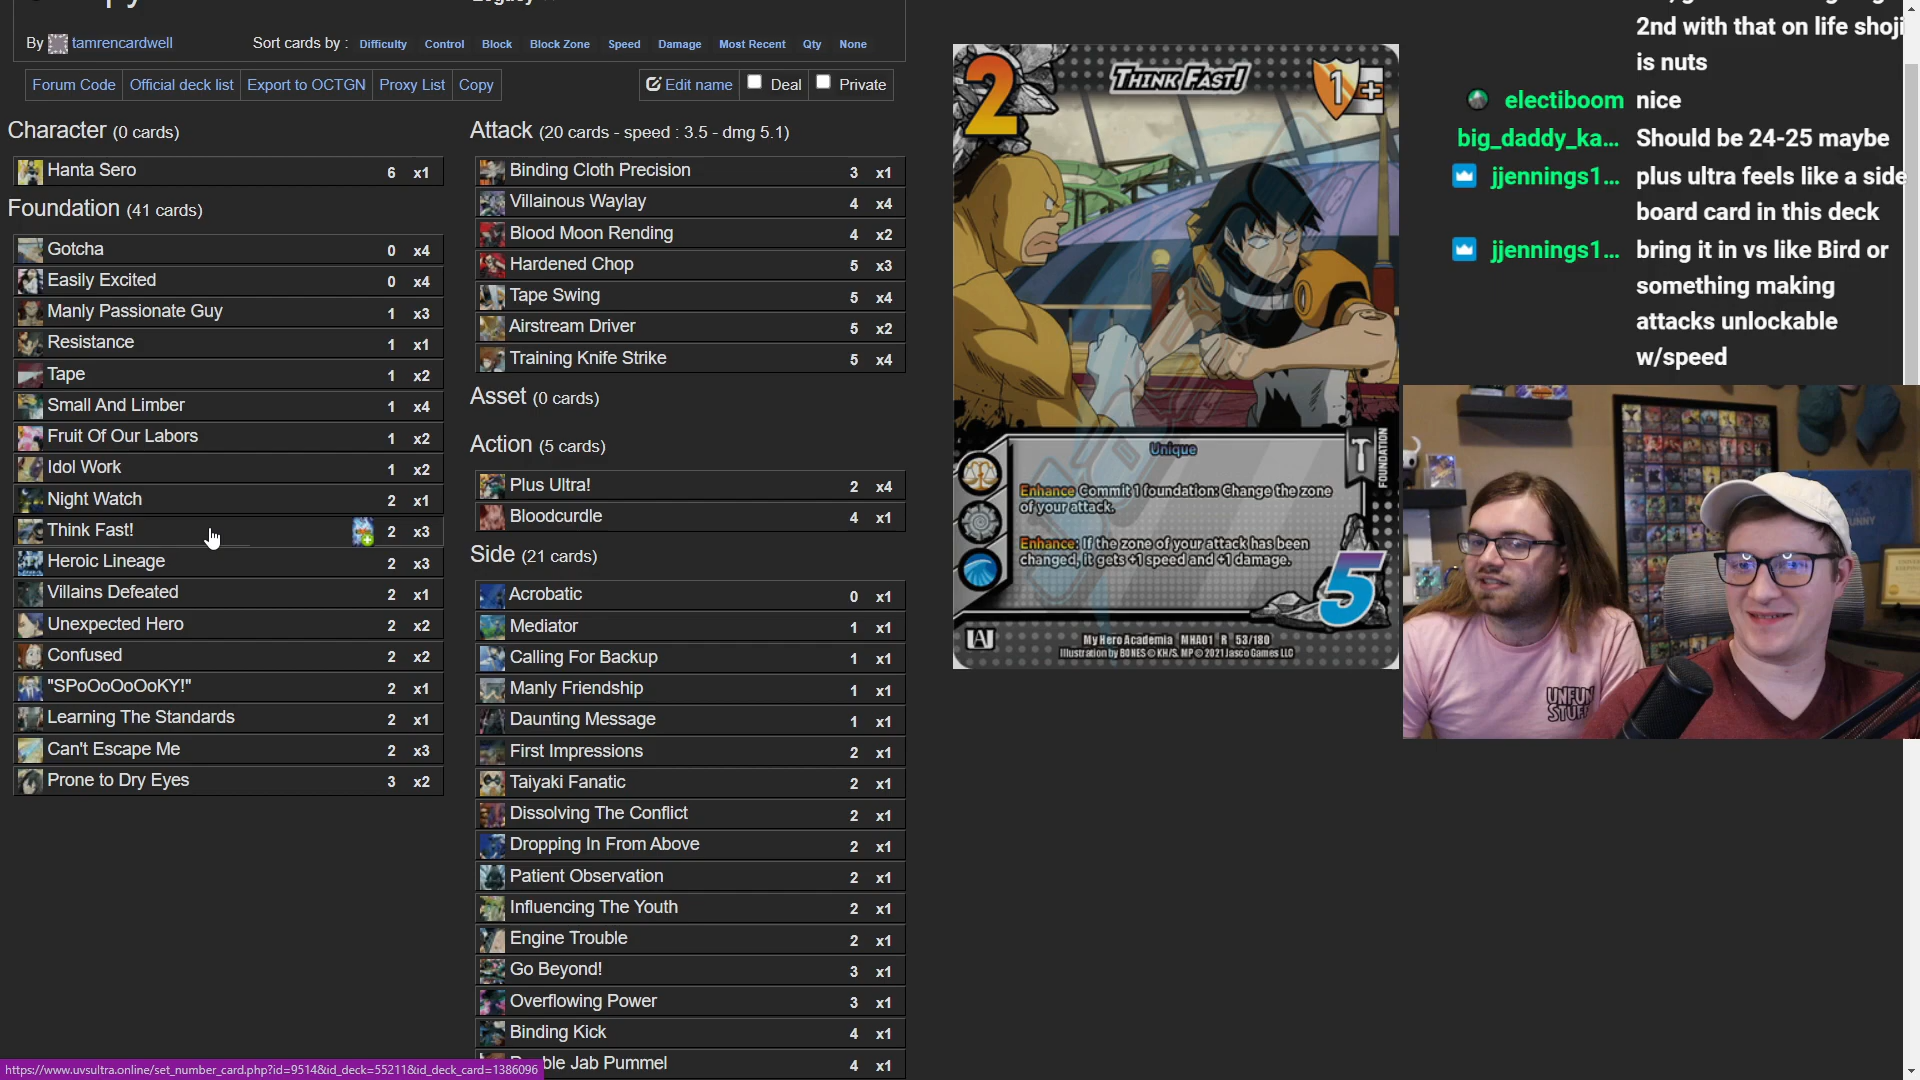 By tamrencardwell
Sort cards by : Difficulty Control Block Block Zone Speed Damage Most Recent Qty None
Forum Code Official deck list Export to OCTGN Proxy List Copy
Edit name Deal Private
Character (0 cards)
Hanta Sero 6 x1
Foundation (41 cards)
Gotcha 0 x4
Easily Excited 0 x4
Manly Passionate Guy 1 x3
Resistance 1 x1
Tape 1 x2
Small And Limber 1 x4
Fruit Of Our Labors 1 x2
Idol Work 1 x2
Night Watch 2 x1
Think Fast! 2 x3
Heroic Lineage 2 x3
Villains Defeated 2 x1
Unexpected Hero 2 x2
Confused 2 x2
"SPoOoOoOoKY!" 2 x1
Learning The Standards 2 x1
Can't Escape Me 2 x3
Prone to Dry Eyes 3 x2
Attack (20 cards - speed : 3.5 - dmg 5.1)
Binding Cloth Precision 3 x1
Villainous Waylay 4 x4
Blood Moon Rending 4 x2
Hardened Chop 5 x3
Tape Swing 5 x4
Airstream Driver 5 x2
Training Knife Strike 5 x4
Asset (0 cards)
Action (5 cards)
Plus Ultra! 2 x4
Bloodcurdle 4 x1
Side (21 cards)
Acrobatic 0 x1
Mediator 1 x1
Calling For Backup 1 x1
Manly Friendship 1 x1
Daunting Message 1 x1
First Impressions 2 x1
Taiyaki Fanatic 2 x1
Dissolving The Conflict 2 x1
Dropping In From Above 2 x1
Patient Observation 2 x1
Influencing The Youth 2 x1
Engine Trouble 2 x1
Go Beyond! 3 x1
Overflowing Power 3 x1
Binding Kick 4 x1
Jab Pummel 4 x1
https://www.uvsultra.online/set_number_card.php?id=9514&id_deck=55211&id_deck_card=1386096
2 THINK FAST! 1+
Unique
FOUNDATION
Enhance Commit 1 foundation: Change the zone
of your attack.
Enhance: If the zone of your attack has been
changed, it gets +1 speed and +1 damage.
5
My Hero Academia MHA01 R 53/180
Illustration by BONES © KH/S, MP © 2021 Jasco Games LLC
2nd with that on life shoji
is nuts
electiboom nice
big_daddy_ka... Should be 24-25 maybe
jjennings1... plus ultra feels like a side
board card in this deck
jjennings1... bring it in vs like Bird or
something making
attacks unlockable
w/speed
UNFUN
STUFF